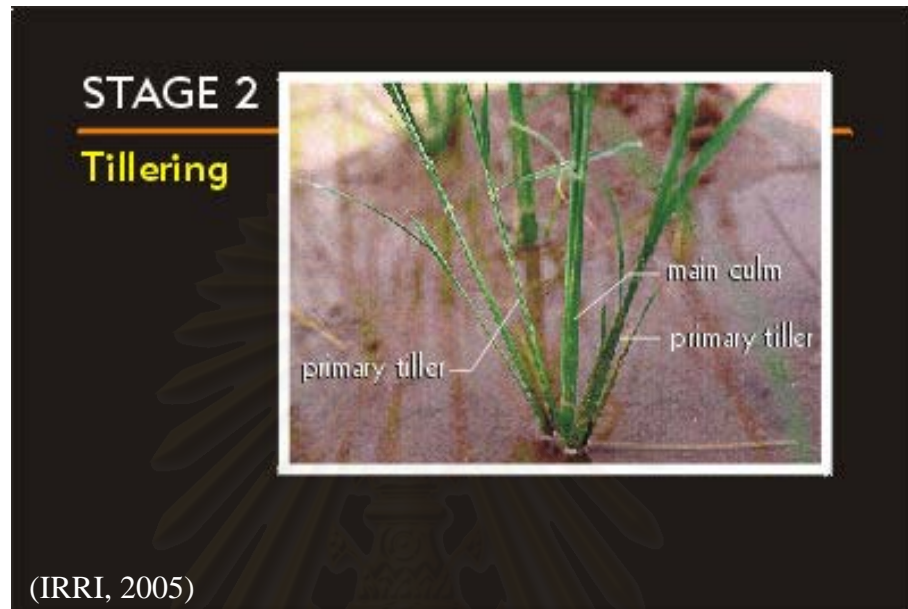 STAGE 2
Tillering
main culm
primary tiller
primary tiller
(IRRI, 2005)